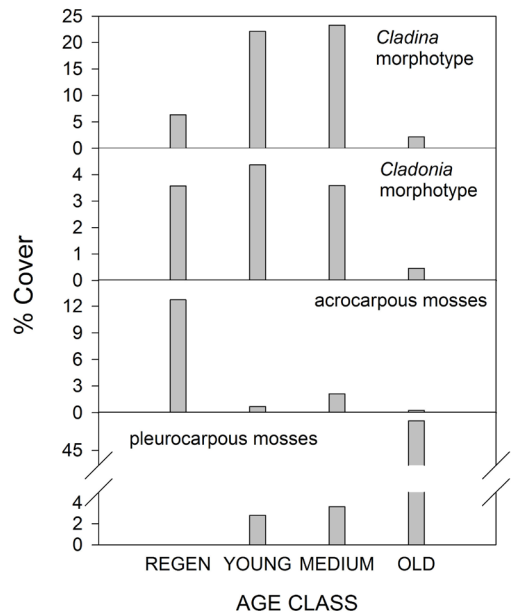 25
20
15
10
5
0
Cladina
morphotype
4
3
2
1
0
Cladonia
morphotype
12
9
6
3
0
acrocarpous mosses
45
4
2
0
pleurocarpous mosses
% Cover
REGEN YOUNG MEDIUM OLD
AGE CLASS